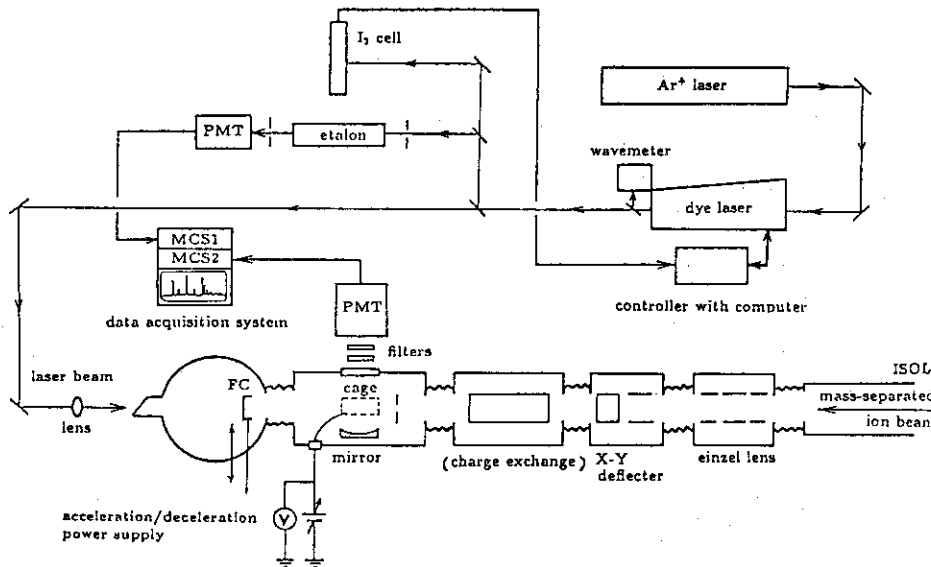 I₂ cell
Ar⁺ laser
PMT
etalon
wavemeter
dye laser
MCS1
MCS2
controller with computer
PMT
data acquisition system
filters
laser beam
FC
cage
ISOL
mass-separated
ion beam
lens
mirror
(charge exchange)
X-Y
deflecter
einzel lens
V
acceleration/deceleration
power supply